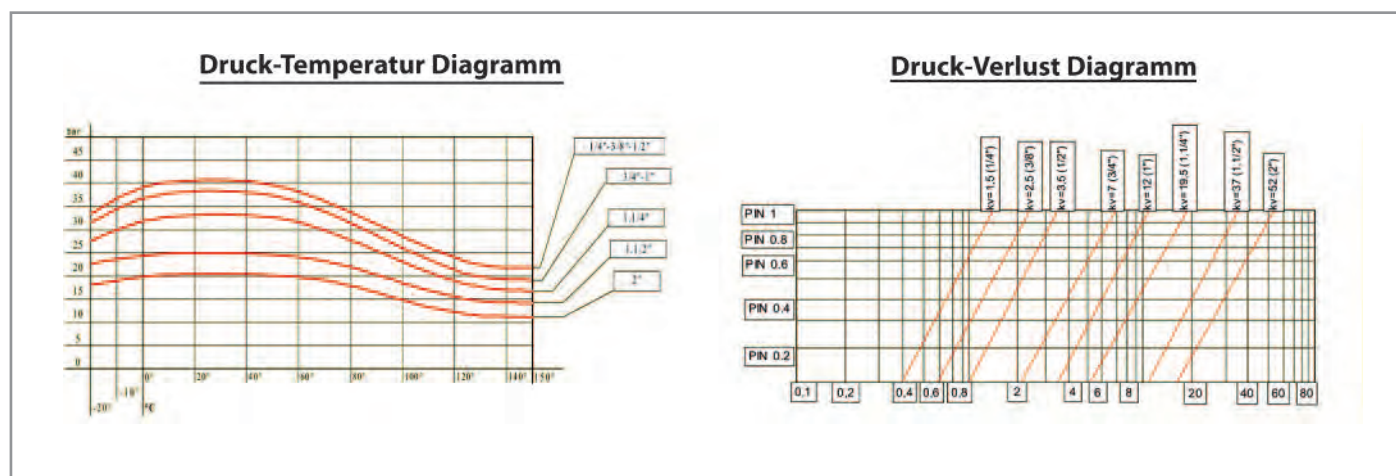 Druck-Temperatur Diagramm
50°
45
40
35
30
25
20
15
10
5
0
-20°
-10°
0°
20°
40°
60°
80°
100°
120°
140°
150°
°C
1/4"-3/8"-1/2"
3/4"-1"
1.1/4"
1.1/2"
2"
Druck-Verlust Diagramm
kv=1,5 (1/4")
kv=2,5 (3/8")
kv=3,5 (1/2")
kv=7 (3/4")
kv=12 (1")
kv=19,5 (1,1/4")
kv=37 (1,1/2")
kv=52 (2")
PIN 1
PIN 0.8
PIN 0.6
PIN 0.4
PIN 0.2
0,1
0,2
0,4
0,6
0,8
2
4
6
8
20
40
60
80